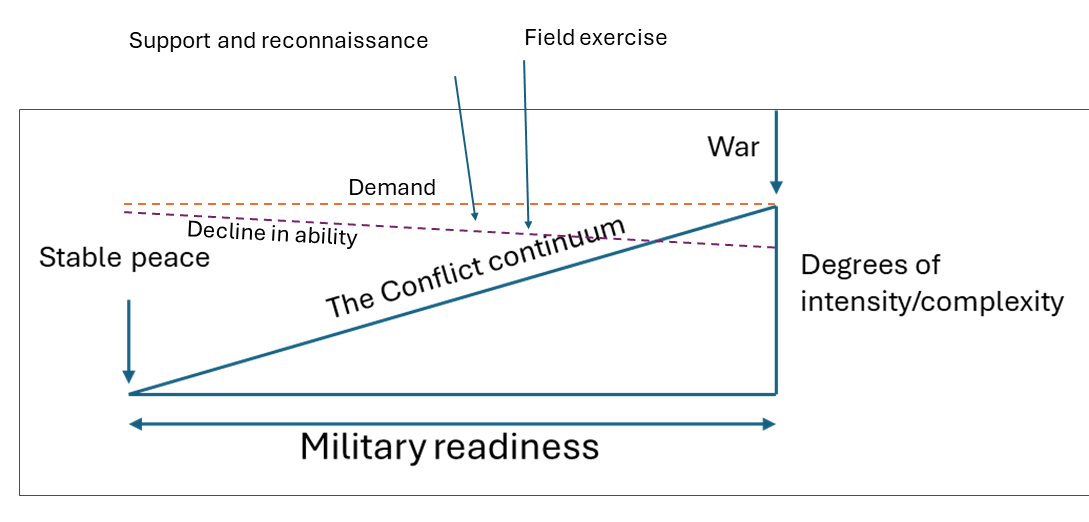 Support and reconnaissance
Field exercise
War
Demand
Decline in ability
Stable peace
The Conflict continuum
Degrees of
intensity/complexity
Military readiness